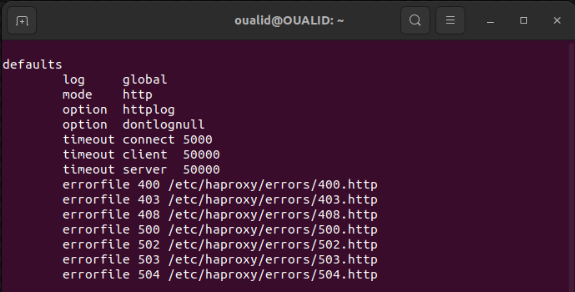 oualid@OUALID: ~
defaults
log global
mode http
option httplog
option dontlognull
timeout connect 5000
timeout client 50000
timeout server 50000
errorfile 400 /etc/haproxy/errors/400.http
errorfile 403 /etc/haproxy/errors/403.http
errorfile 408 /etc/haproxy/errors/408.http
errorfile 500 /etc/haproxy/errors/500.http
errorfile 502 /etc/haproxy/errors/502.http
errorfile 503 /etc/haproxy/errors/503.http
errorfile 504 /etc/haproxy/errors/504.http